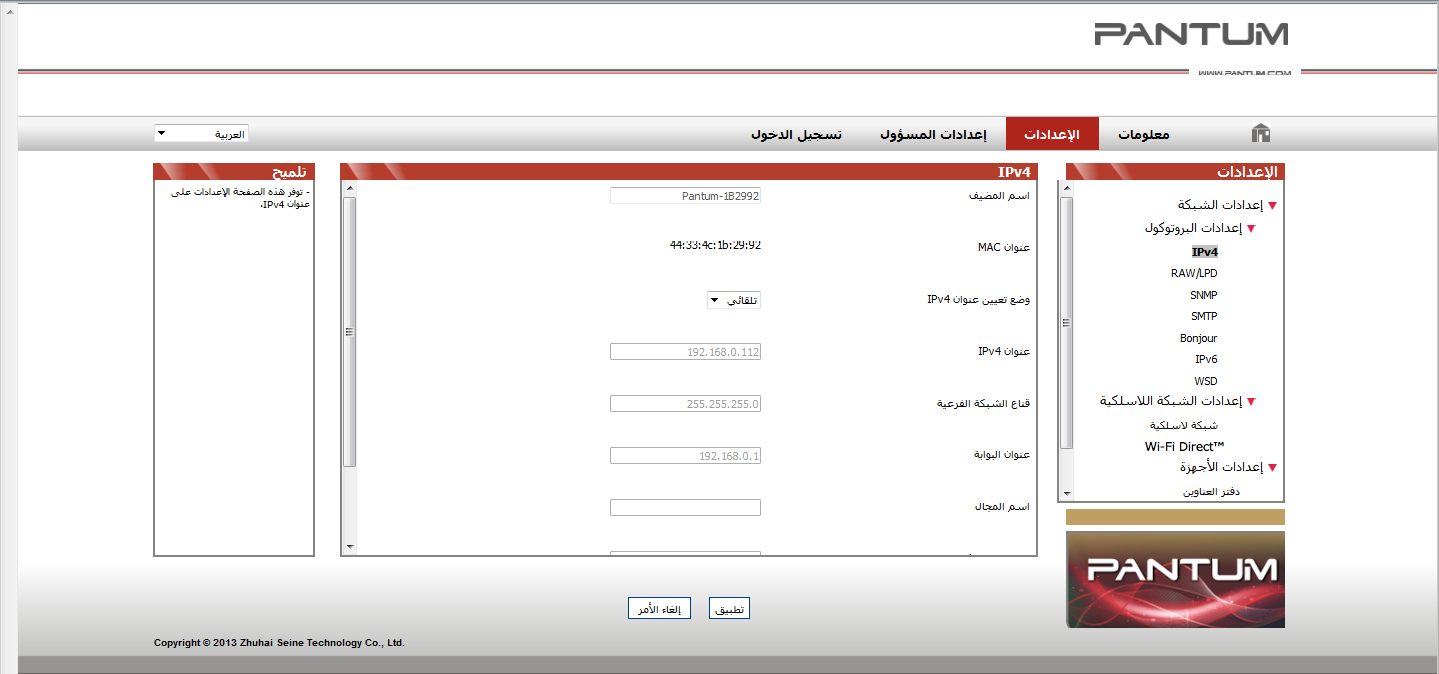 PANTUM
WWW.PANTUM.COM
معلومات
الإعدادات
إعدادات المسؤول
تسجيل الدخول
العربية
الإعدادات
إعدادات الشبكة
إعدادات البروتوكول
IPv4
RAW/LPD
SNMP
SMTP
Bonjour
IPv6
WSD
إعدادات الشبكة اللاسلكية
شبكة لاسلكية
Wi-Fi Direct™
إعدادات الأجهزة
دفتر العناوين
PANTUM
IPv4
اسم المضيف
Pantum-1B2992
عنوان MAC
44:33:4c:1b:29:92
وضع تعيين عنوان IPv4
تلقائي
عنوان IPv4
192.168.0.112
قناع الشبكة الفرعية
255.255.255.0
عنوان البوابة
192.168.0.1
اسم المجال
تلميح
- توفر هذه الصفحة الإعدادات على
عنوان IPv4.
تطبيق
إلغاء الأمر
Copyright © 2013 Zhuhai Seine Technology Co., Ltd.